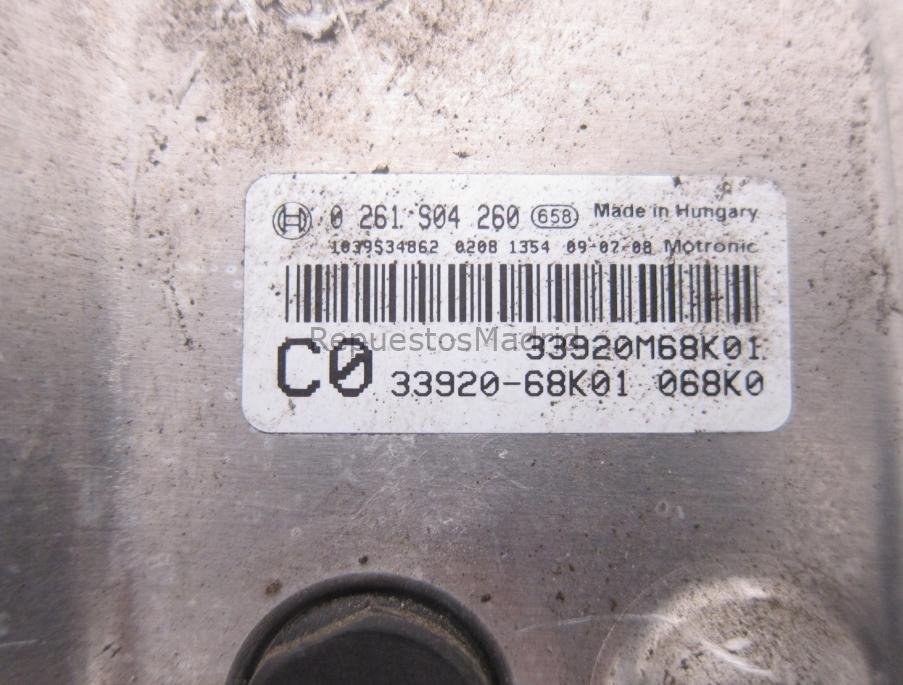 0 261 S04 260 658 Made in Hungary
1039S34862 0208 1354 09-02-08 Motronic
RepuestosMadrid
33920M68K01
C0 33920-68K01 068K0